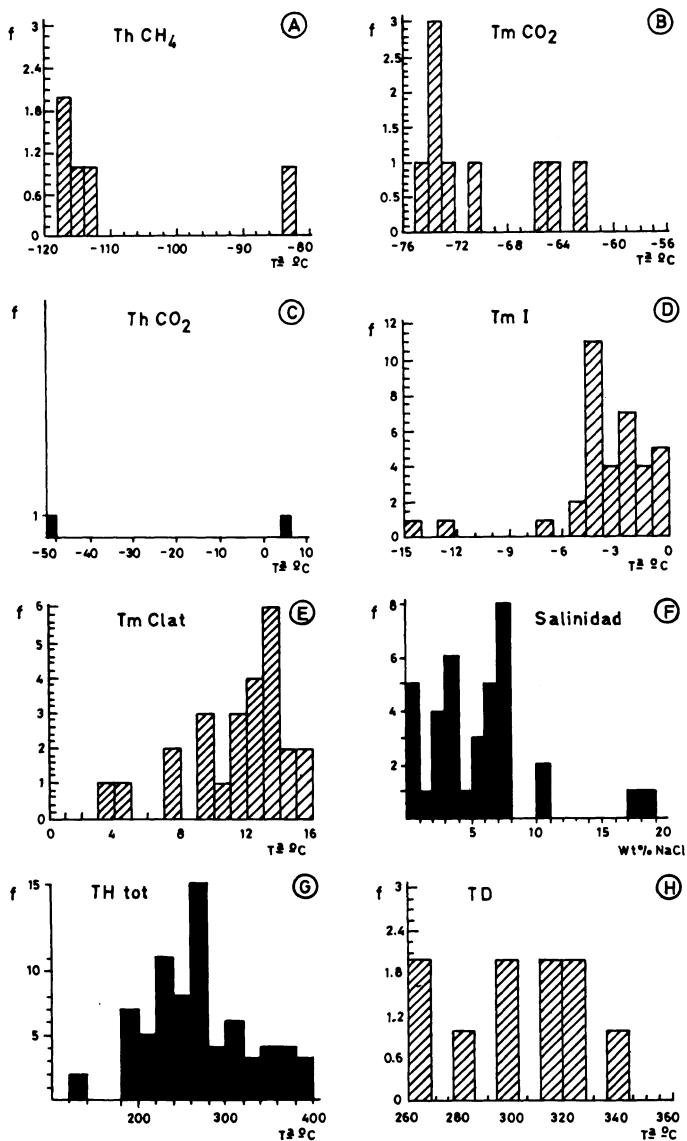 f
Th CH4
A
3
2.4
1.8
1.2
0.6
0
-120 -110 -100 -90 -80
Tª ºC
f
Tm CO2
B
3
2.5
2
1.5
1
0.5
0
-76 -72 -68 -64 -60 -56
Tª ºC
f
Th CO2
C
1
-50 -40 -30 -20 -10 0 10
Tª ºC
f
Tm I
D
12
10
8
6
4
2
0
-15 -12 -9 -6 -3 0
Tª ºC
f
Tm Clat
E
6
5
4
3
2
1
0
0 4 8 12 16
Tª ºC
f
Salinidad
F
8
6
4
2
5 10 15 20
Wt% NaCl
f
TH tot
G
15
10
5
200 300 400
Tª ºC
f
TD
H
3
2.4
1.8
1.2
0.6
0
260 280 300 320 340 360
Tª ºC